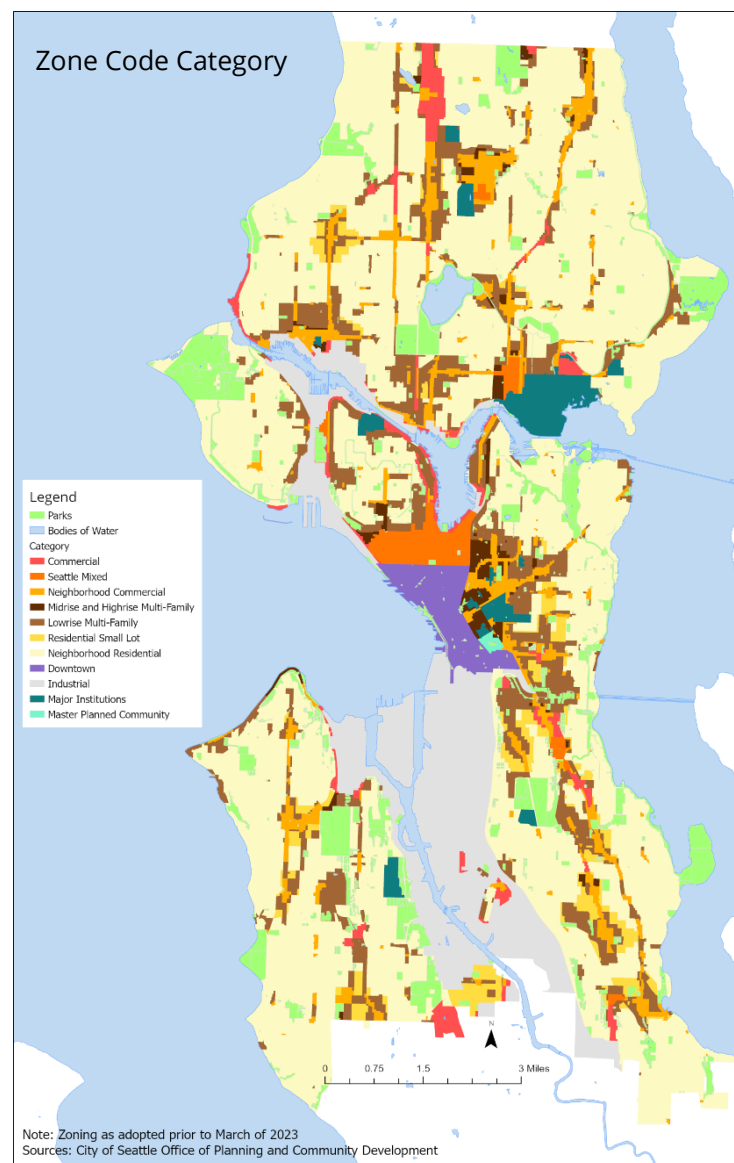 Zone Code Category
Legend
Parks
Bodies of Water
Category
Commercial
Seattle Mixed
Neighborhood Commercial
Midrise and Highrise Multi-Family
Lowrise Multi-Family
Residential Small Lot
Neighborhood Residential
Downtown
Industrial
Major Institutions
Master Planned Community
N
0 0.75 1.5 3 Miles
Note: Zoning as adopted prior to March of 2023
Sources: City of Seattle Office of Planning and Community Development